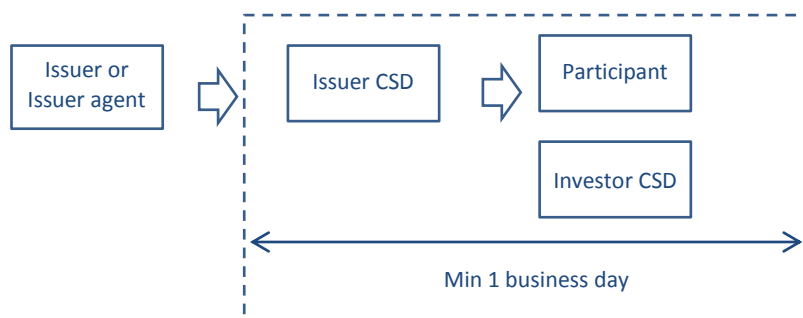 Issuer or
Issuer agent
Issuer CSD
Participant
Investor CSD
Min 1 business day